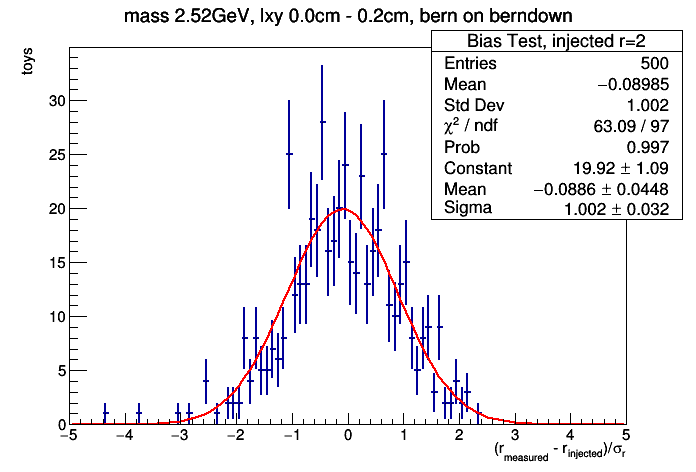 mass 2.52GeV, lxy 0.0cm - 0.2cm, bern on berndown
toys
Bias Test, injected r=2
Entries 500
Mean −0.08985
Std Dev 1.002
χ² / ndf 63.09 / 97
Prob 0.997
Constant 19.92 ± 1.09
Mean −0.0886 ± 0.0448
Sigma 1.002 ± 0.032
30
25
20
15
10
5
0
−5 −4 −3 −2 −1 0 1 2 3 4 5
(r_measured - r_injected)/σ_r